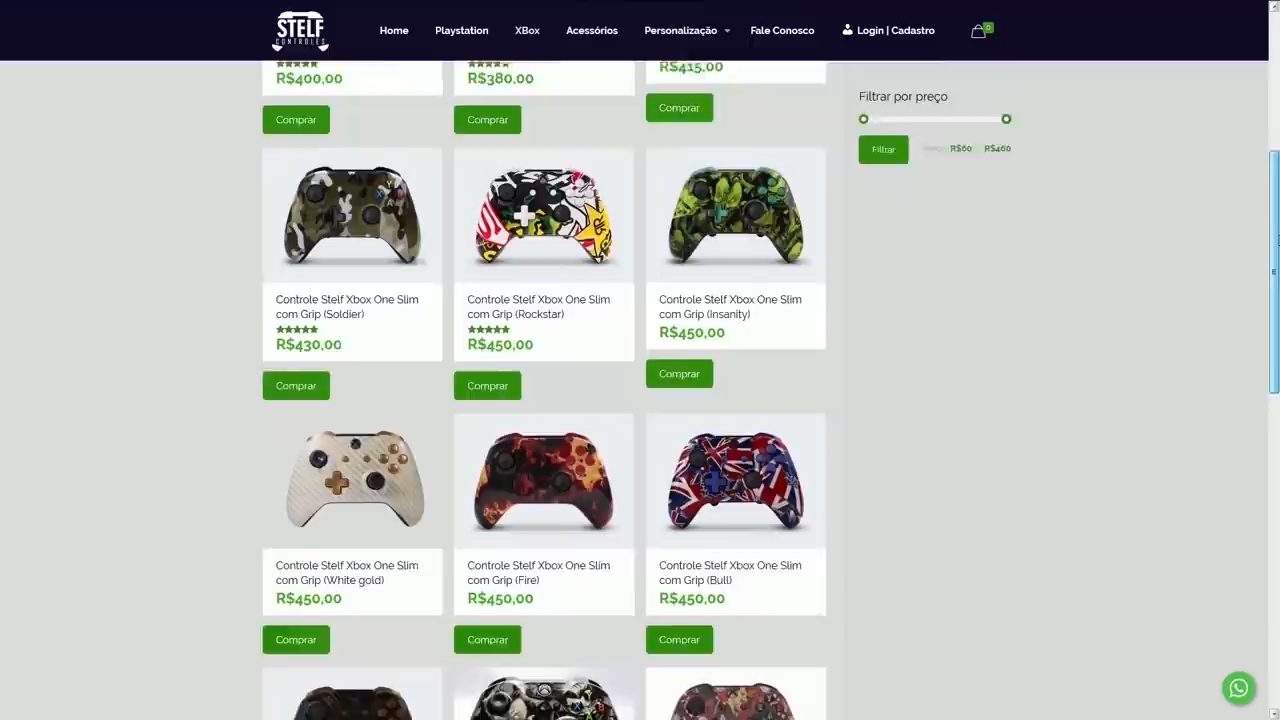 STELF
CONTROLES
Home
Playstation
XBox
Acessórios
Personalização
Fale Conosco
Login | Cadastro
0
R$400,00
R$380,00
R$415,00
Comprar
Comprar
Comprar
Filtrar por preço
Filtrar
R$60
R$460
Controle Stelf Xbox One Slim
com Grip (Soldier)
R$430,00
Comprar
Controle Stelf Xbox One Slim
com Grip (Rockstar)
R$450,00
Comprar
Controle Stelf Xbox One Slim
com Grip (Insanity)
R$450,00
Comprar
Controle Stelf Xbox One Slim
com Grip (White gold)
R$450,00
Comprar
Controle Stelf Xbox One Slim
com Grip (Fire)
R$450,00
Comprar
Controle Stelf Xbox One Slim
com Grip (Bull)
R$450,00
Comprar